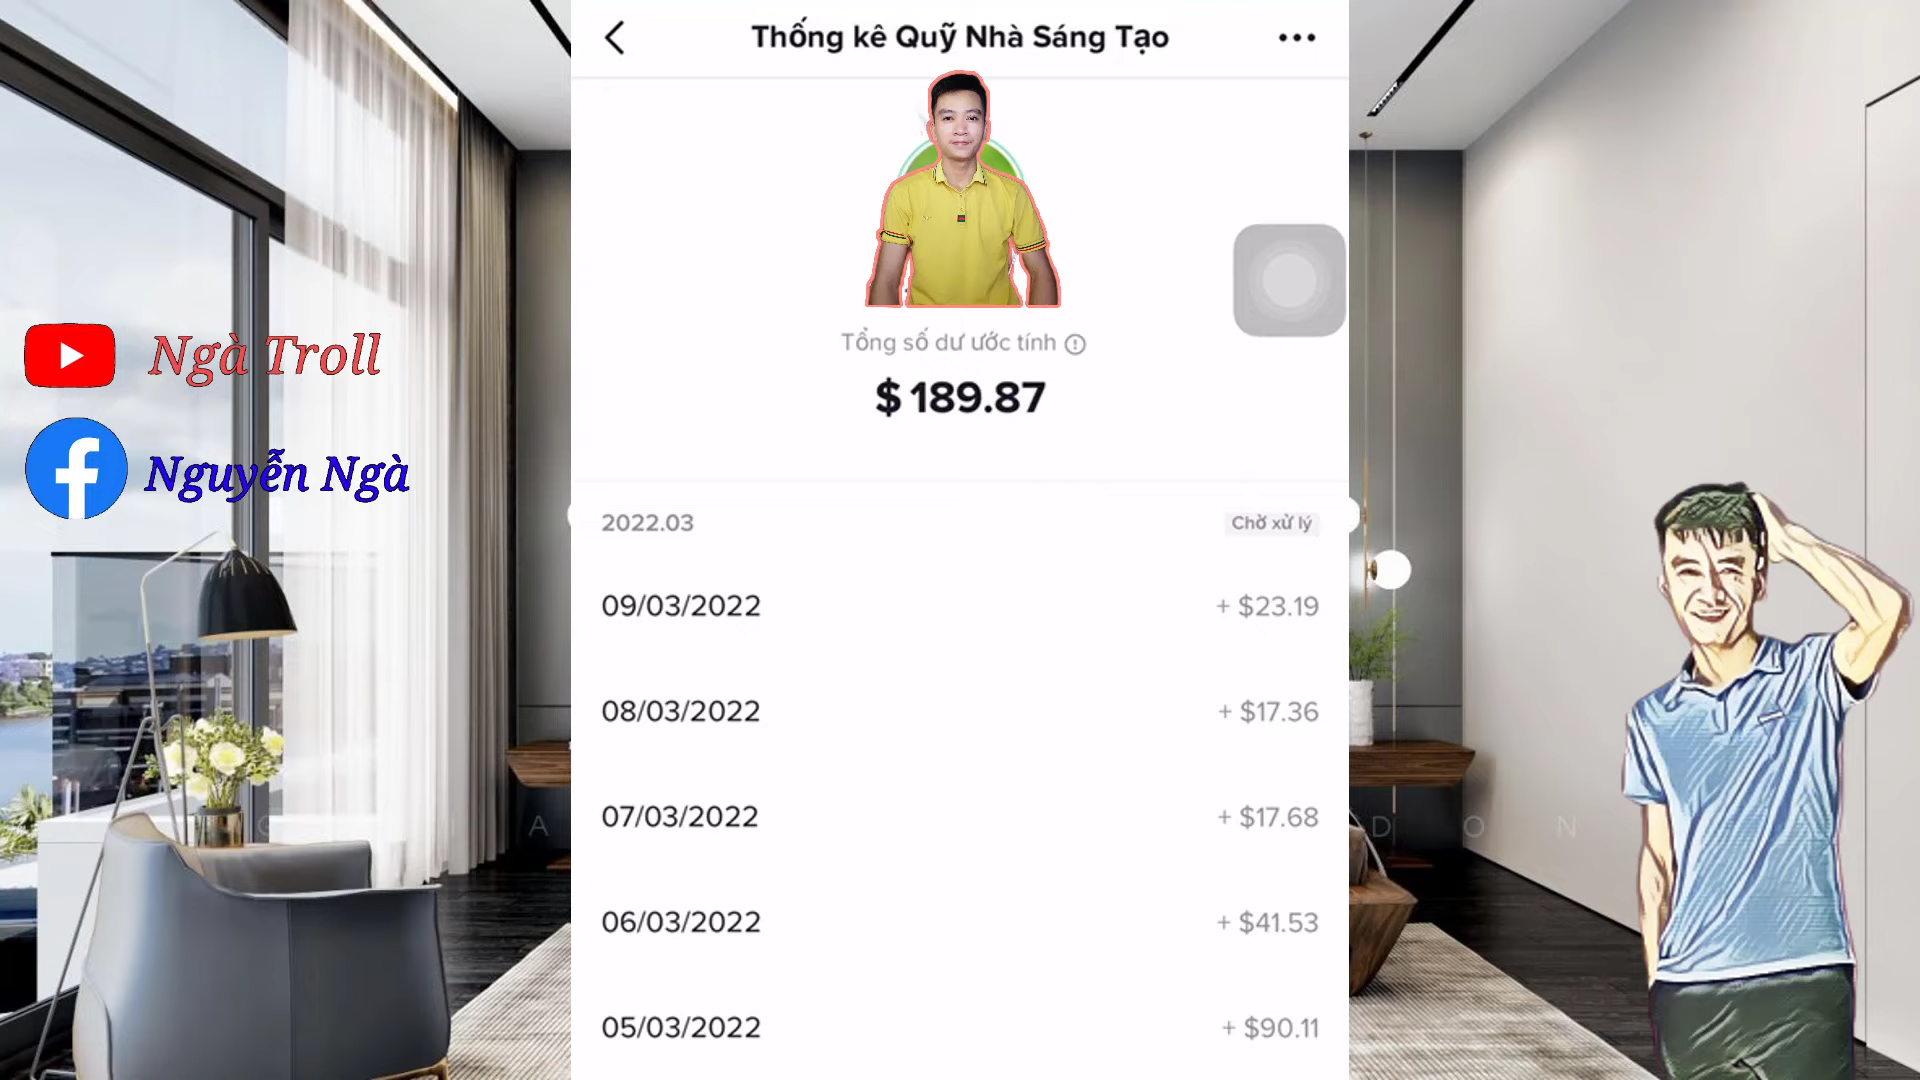 Thống kê Quỹ Nhà Sáng Tạo
Ngà Troll
Nguyễn Ngà
Tổng số dư ước tính
$ 189.87
2022.03
Chờ xử lý
09/03/2022
+ $23.19
08/03/2022
+ $17.36
07/03/2022
+ $17.68
06/03/2022
+ $41.53
05/03/2022
+ $90.11